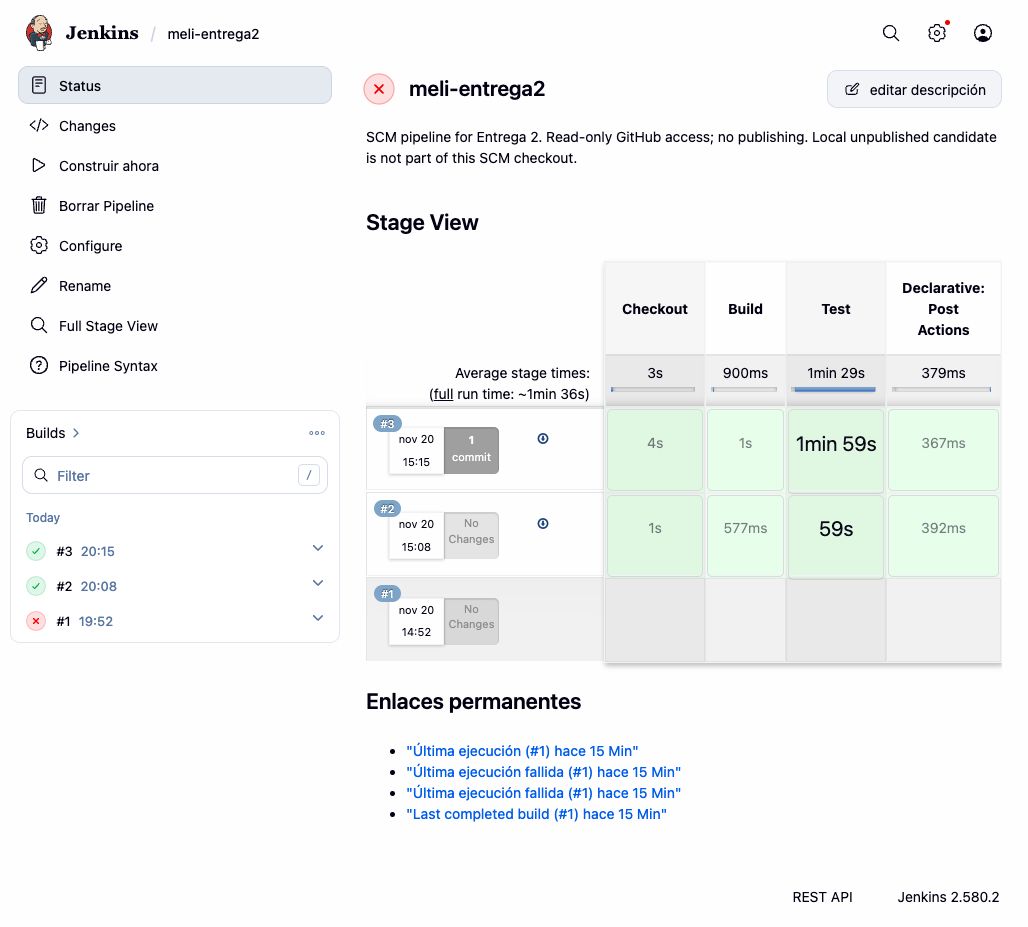 Jenkins / meli-entrega2
Status
Changes
Construir ahora
Borrar Pipeline
Configure
Rename
Full Stage View
Pipeline Syntax
Builds
Filter /
Today
#3 20:15
#2 20:08
#1 19:52
meli-entrega2
editar descripción
SCM pipeline for Entrega 2. Read-only GitHub access; no publishing. Local unpublished candidate
is not part of this SCM checkout.
Stage View
Checkout
Build
Test
Declarative:
Post
Actions
Average stage times:
(full run time: ~1min 36s)
3s
900ms
1min 29s
379ms
#3
nov 20
15:15
1
commit
4s
1s
1min 59s
367ms
#2
nov 20
15:08
No
Changes
1s
577ms
59s
392ms
#1
nov 20
14:52
No
Changes
Enlaces permanentes
"Última ejecución (#1) hace 15 Min"
"Última ejecución fallida (#1) hace 15 Min"
"Última ejecución fallida (#1) hace 15 Min"
"Last completed build (#1) hace 15 Min"
REST API
Jenkins 2.580.2